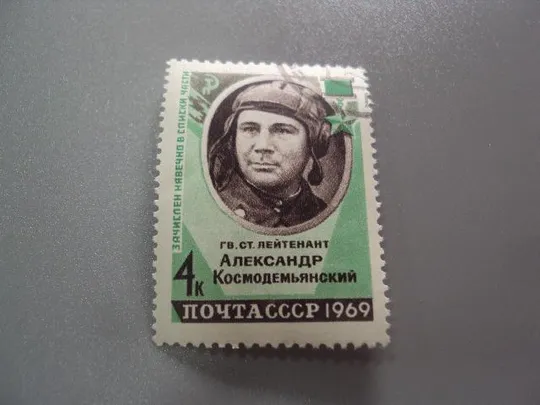 ЗАЧИСЛЕН НАВЕЧНО В СПИСКИ ЧАСТИ
ГВ. СТ. ЛЕЙТЕНАНТ
АЛЕКСАНДР
КОСМОДЕМЬЯНСКИЙ
4К
ПОЧТА СССР 1969